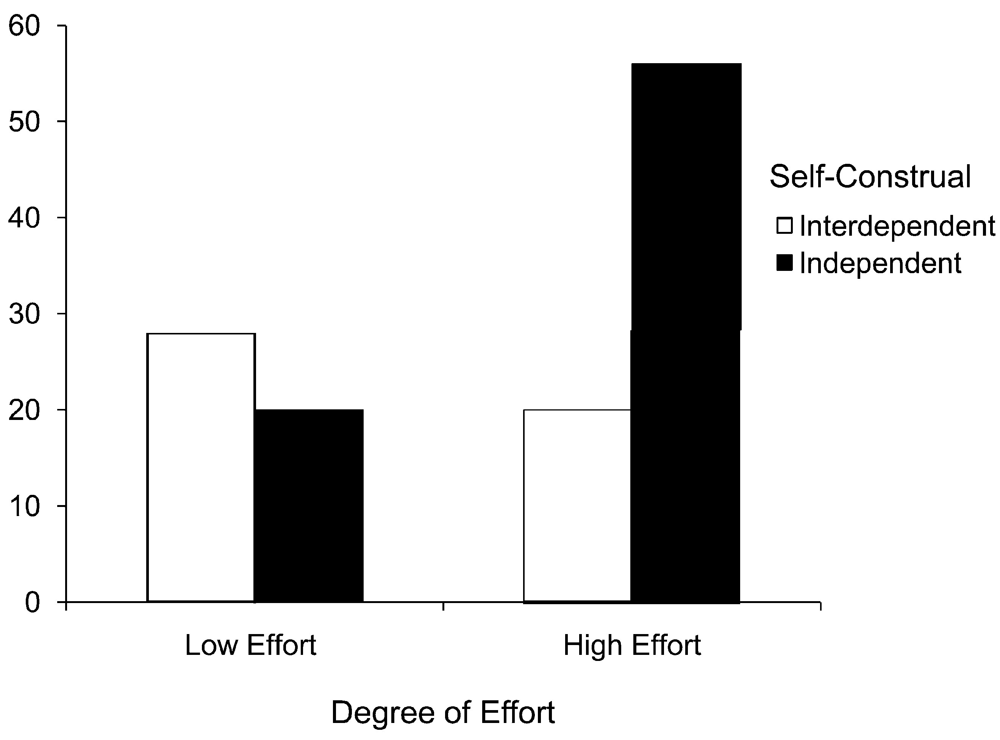 60
50
40
30
20
10
0
Self-Construal
Interdependent
Independent
Low Effort
High Effort
Degree of Effort